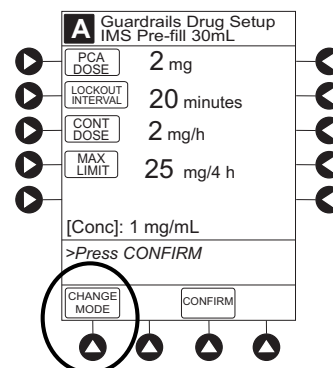 A Guardrails Drug Setup
IMS Pre-fill 30mL
PCA DOSE 2 mg
LOCKOUT INTERVAL 20 minutes
CONT DOSE 2 mg/h
MAX LIMIT 25 mg/4 h
[Conc]: 1 mg/mL
>Press CONFIRM
CHANGE MODE CONFIRM